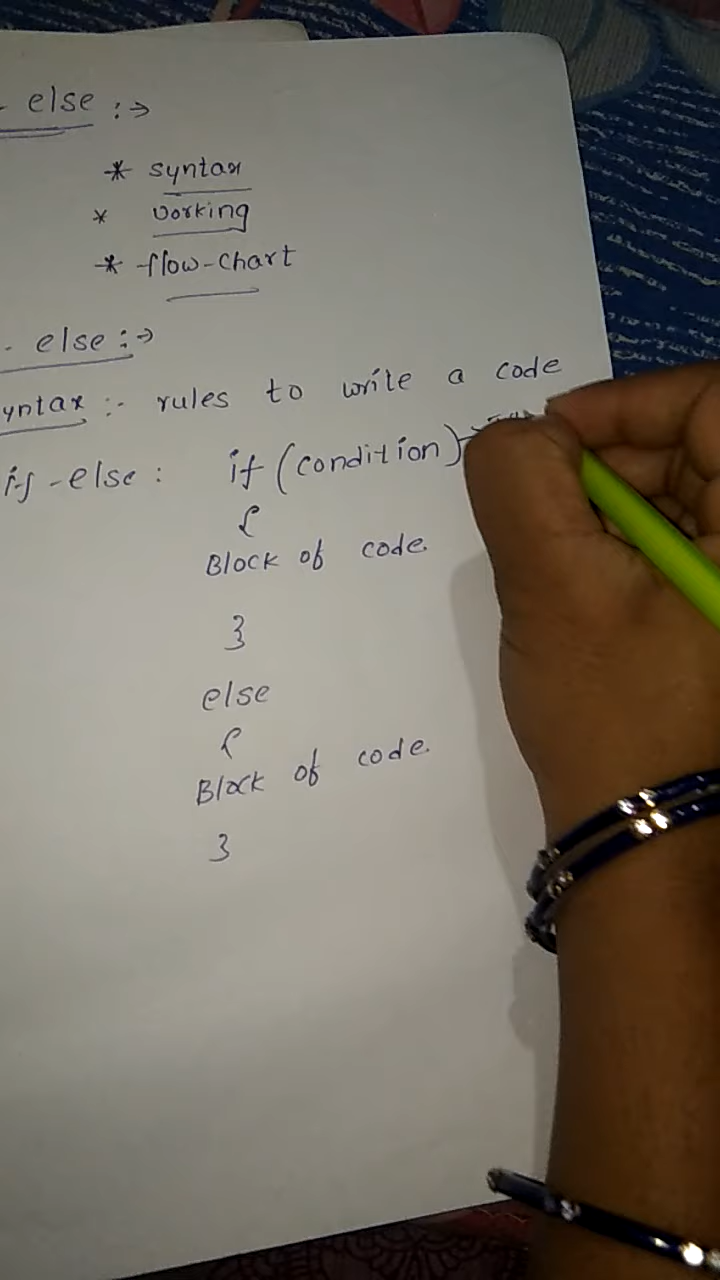 else :→
* syntax
* working
* flow-chart
else :→
yntax :- rules to write a code
if-else : if (condition)
{
Block of code.
}
else
{
Block of code.
}